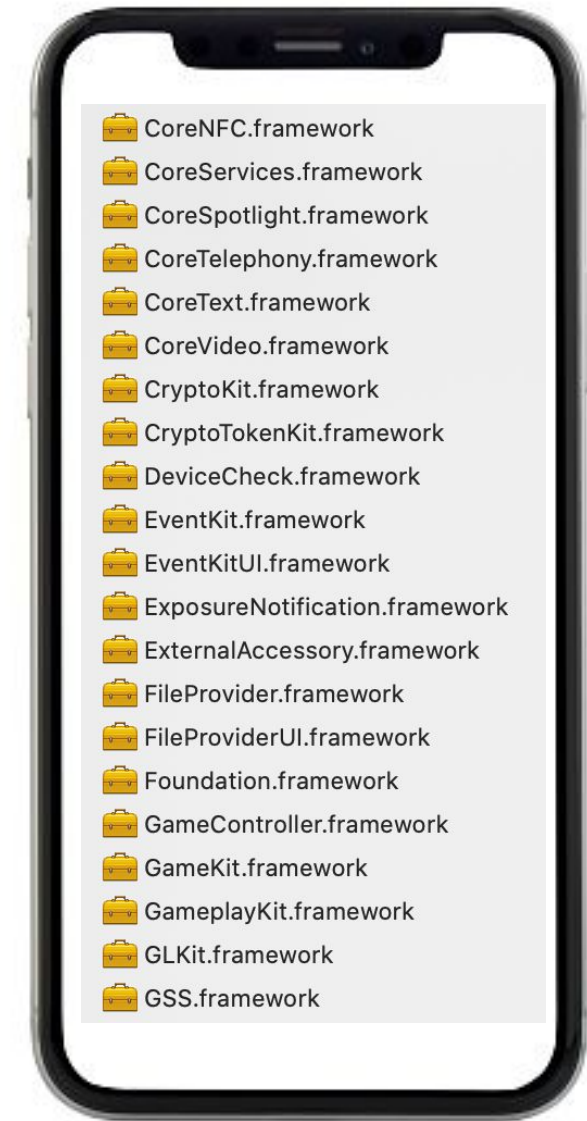 CoreNFC.framework
CoreServices.framework
CoreSpotlight.framework
CoreTelephony.framework
CoreText.framework
CoreVideo.framework
CryptoKit.framework
CryptoTokenKit.framework
DeviceCheck.framework
EventKit.framework
EventKitUI.framework
ExposureNotification.framework
ExternalAccessory.framework
FileProvider.framework
FileProviderUI.framework
Foundation.framework
GameController.framework
GameKit.framework
GameplayKit.framework
GLKit.framework
GSS.framework